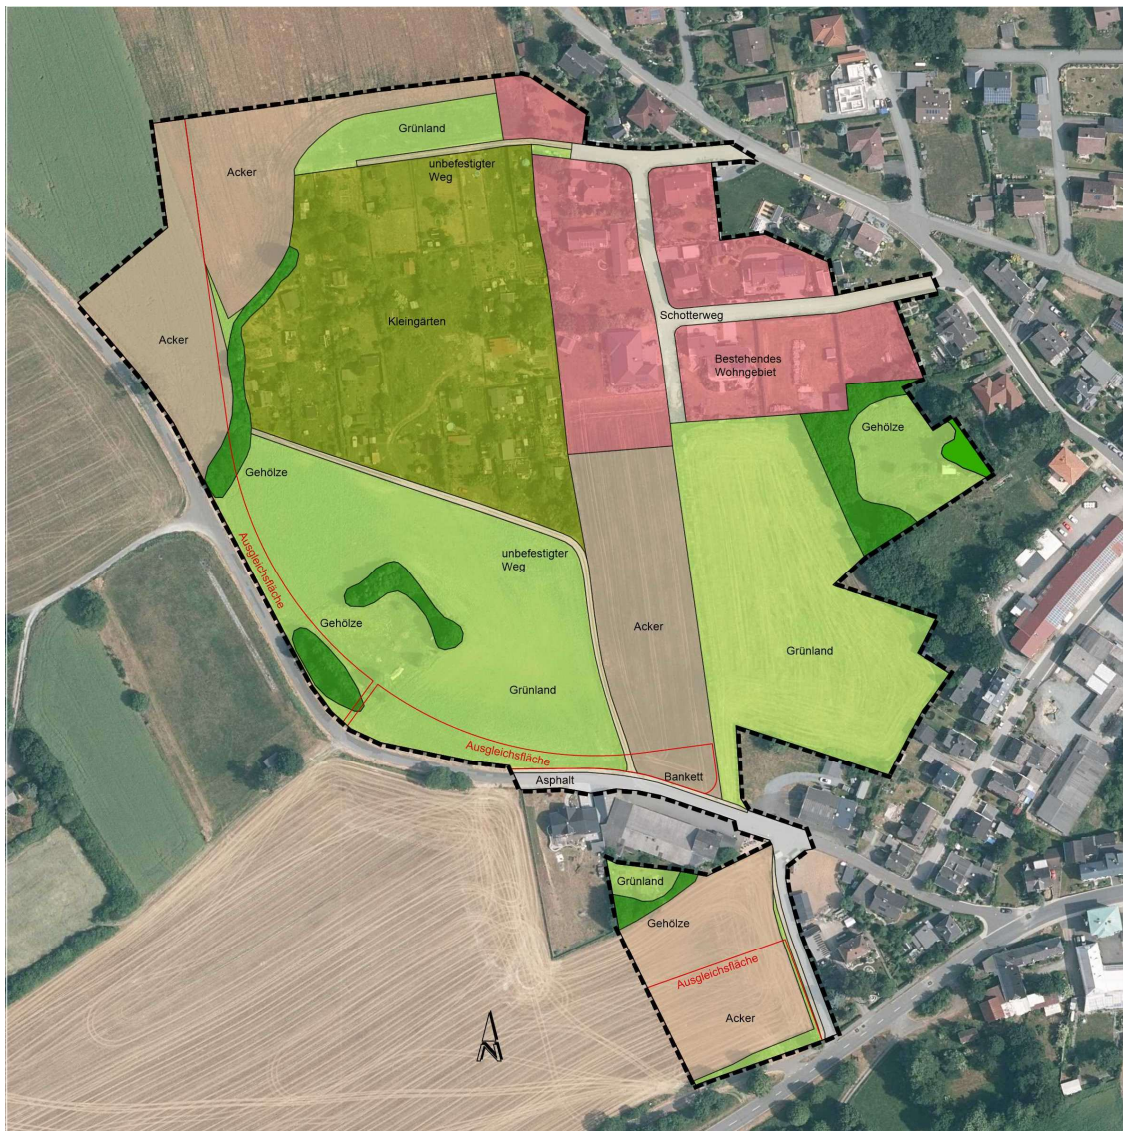 Grünland
unbefestigter
Weg
Acker
Kleingärten
Schotterweg
Acker
Bestehendes
Wohngebiet
Gehölze
Gehölze
Ausgleichsfläche
unbefestigter
Weg
Gehölze
Acker
Grünland
Grünland
Ausgleichsfläche
Asphalt
Bankett
Grünland
Gehölze
Ausgleichsfläche
Acker
N